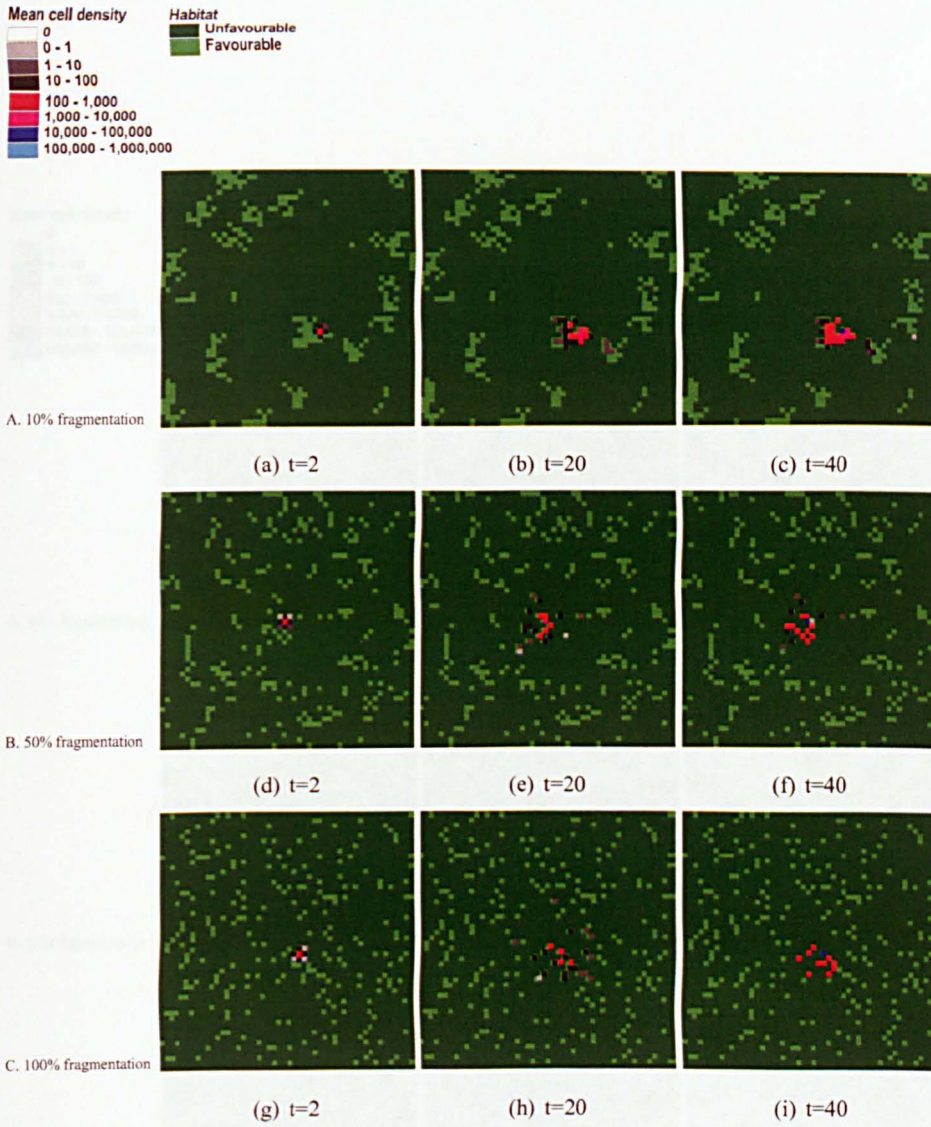 Mean cell density
0
0 - 1
1 - 10
10 - 100
100 - 1,000
1,000 - 10,000
10,000 - 100,000
100,000 - 1,000,000
Habitat
Unfavourable
Favourable
A. 10% fragmentation
(a) t=2
(b) t=20
(c) t=40
B. 50% fragmentation
(d) t=2
(e) t=20
(f) t=40
C. 100% fragmentation
(g) t=2
(h) t=20
(i) t=40